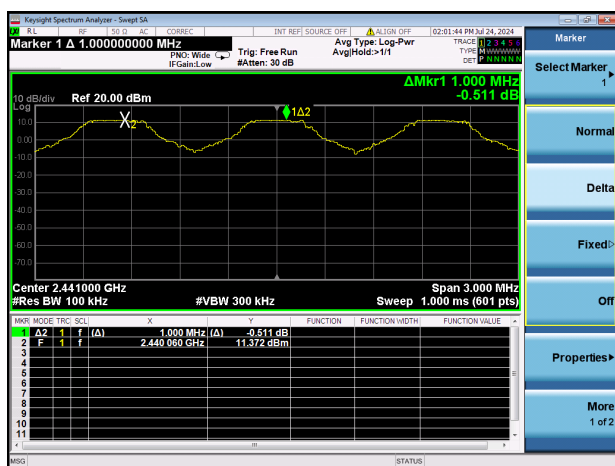 Keysight Spectrum Analyzer - Swept SA
LXI RL RF 50 Ω AC CORREC INT REF SOURCE OFF ALIGN OFF 02:01:44 PM Jul 24, 2024
Marker 1 Δ 1.000000000 MHz
PNO: Wide
IFGain:Low
Trig: Free Run
#Atten: 30 dB
Avg Type: Log-Pwr
Avg|Hold:>1/1
TRACE 1 2 3 4 5 6
TYPE MWWWWW
DET P NNNNN
ΔMkr1 1.000 MHz
-0.511 dB
10 dB/div Ref 20.00 dBm
Log
10.0
0.00
-10.0
-20.0
-30.0
-40.0
-50.0
-60.0
-70.0
1Δ2
X2
Center 2.441000 GHz Span 3.000 MHz
#Res BW 100 kHz #VBW 300 kHz Sweep 1.000 ms (601 pts)
MKR MODE TRC SCL X Y FUNCTION FUNCTION WIDTH FUNCTION VALUE
1 Δ2 1 f (Δ) 1.000 MHz (Δ) -0.511 dB
2 F 1 f 2.440 060 GHz 11.372 dBm
3
4
5
6
7
8
9
10
11
MSG STATUS
Marker
Select Marker
1
Normal
Delta
Fixed
Off
Properties
More
1 of 2